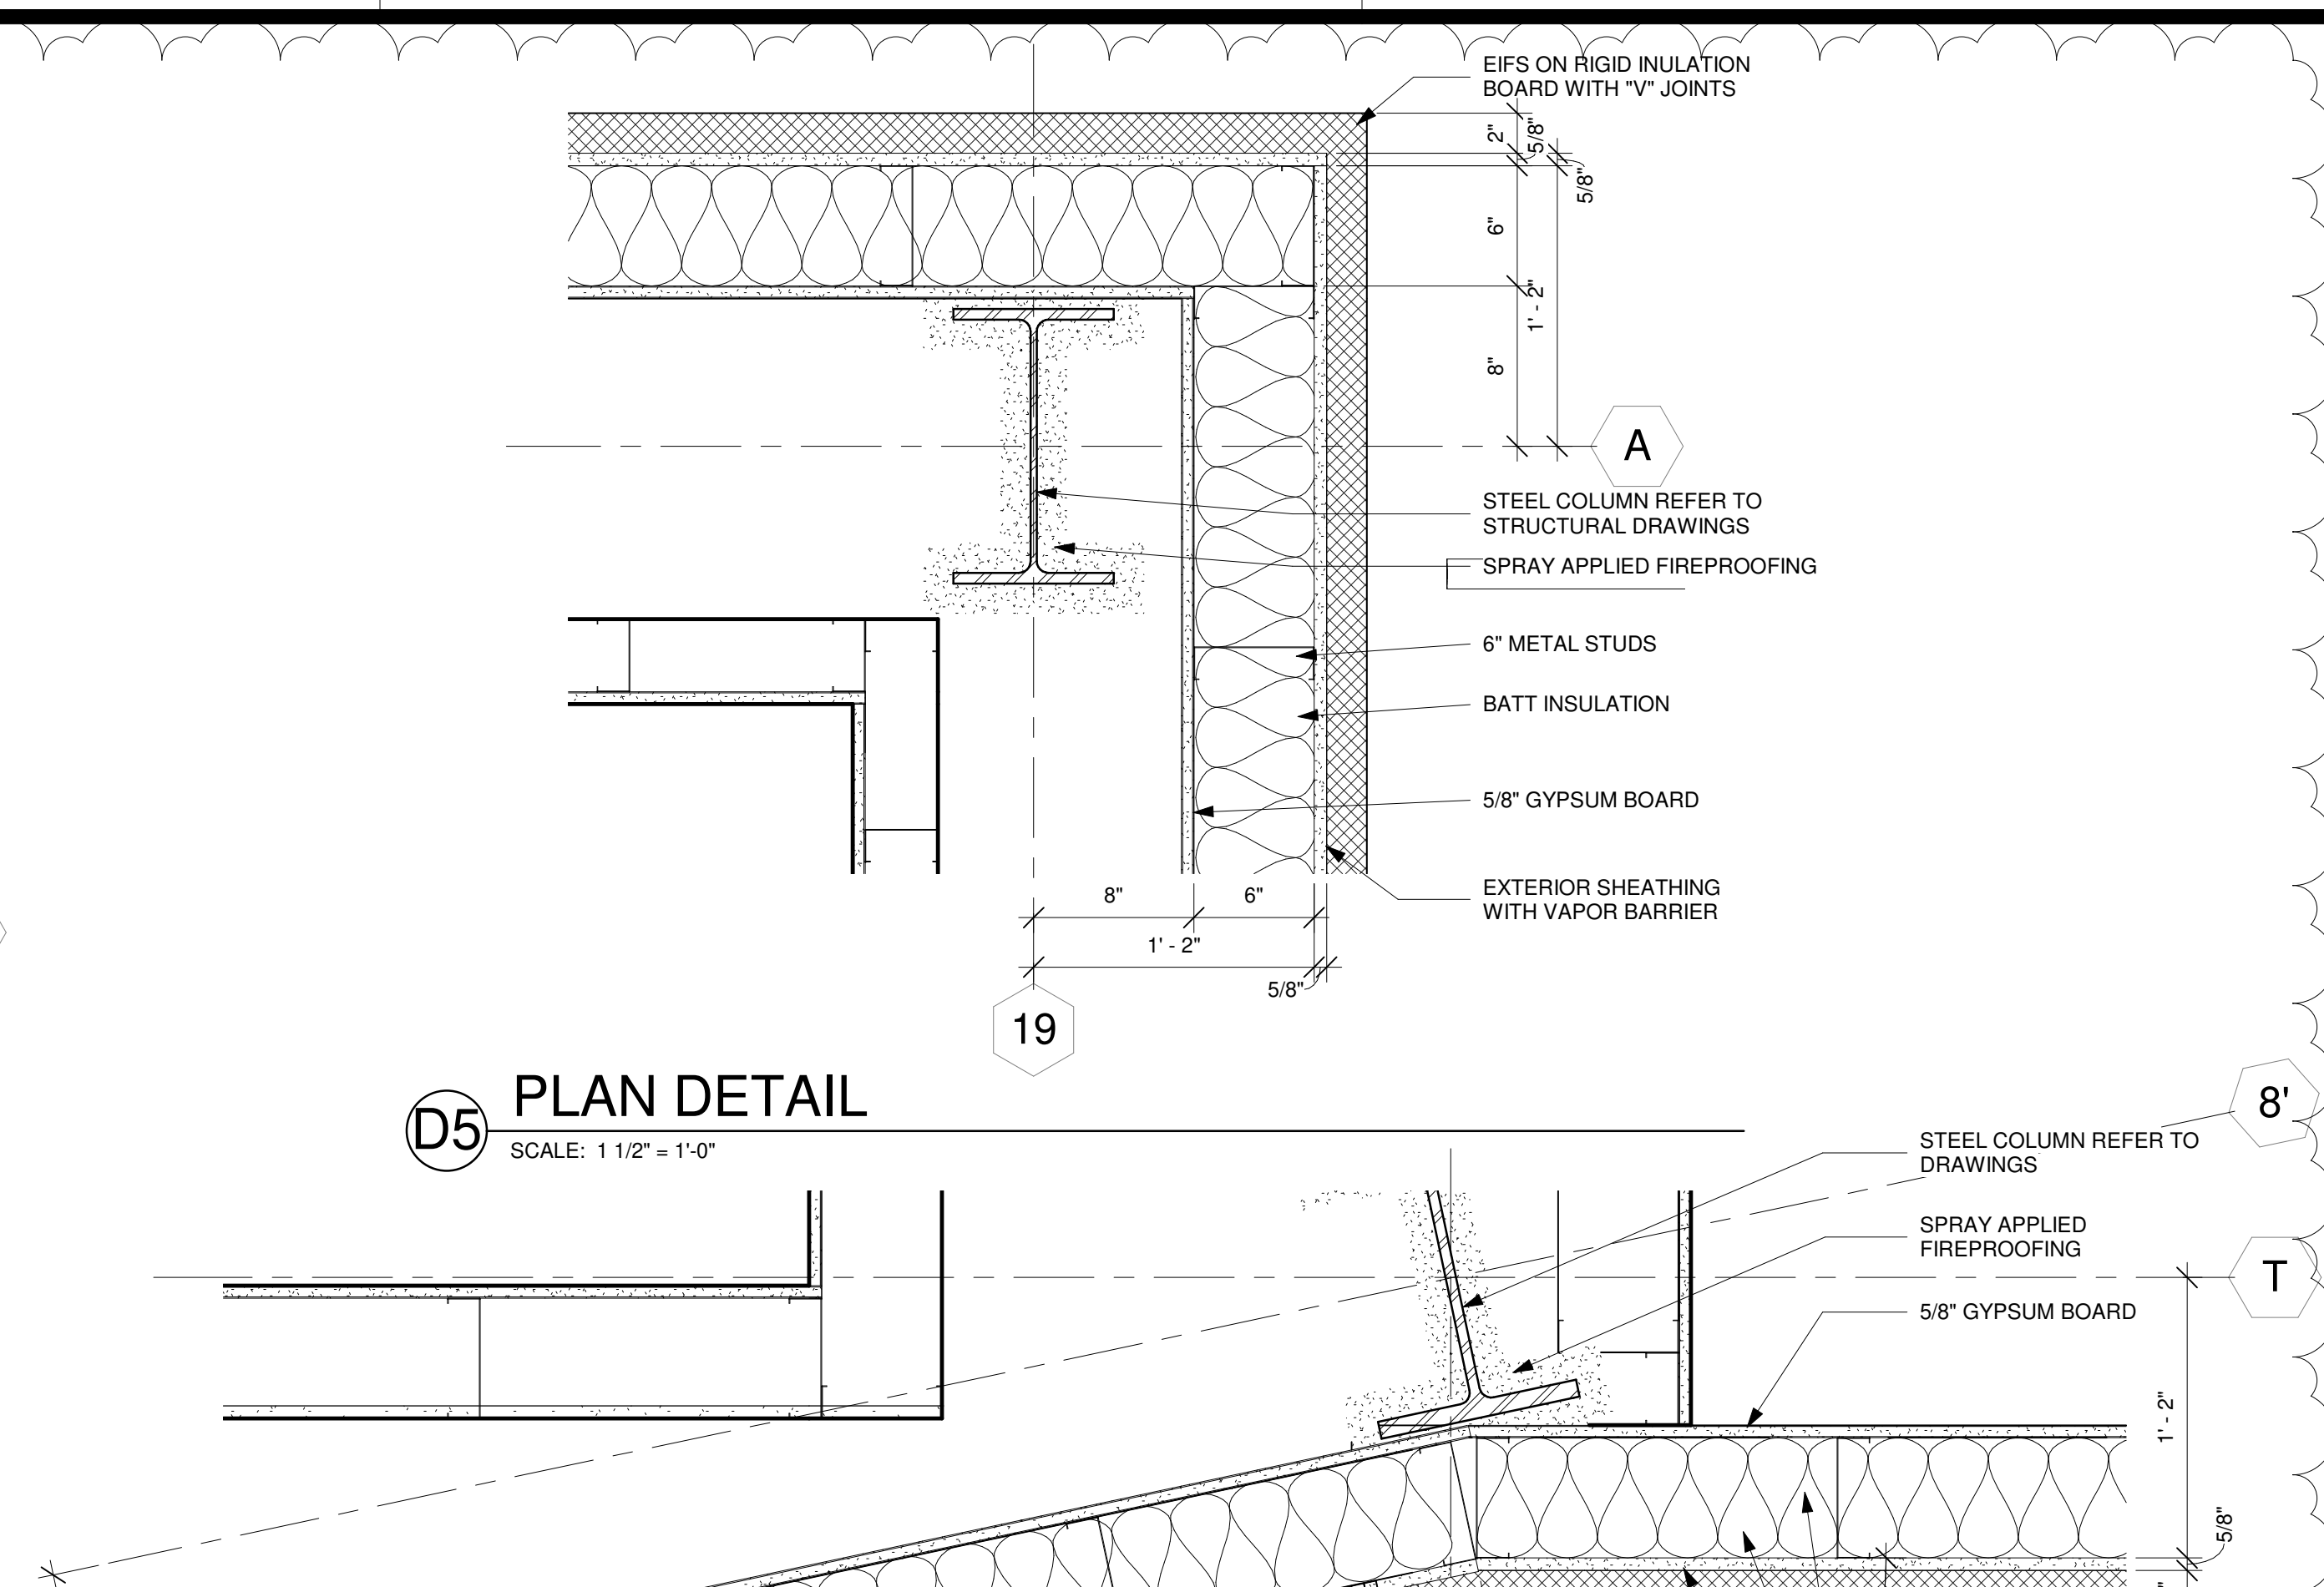 EIFS ON RIGID INULATION
BOARD WITH "V" JOINTS
2"
5/8"
5/8"
6"
1' - 2"
8"
A
STEEL COLUMN REFER TO
STRUCTURAL DRAWINGS
SPRAY APPLIED FIREPROOFING
6" METAL STUDS
BATT INSULATION
5/8" GYPSUM BOARD
EXTERIOR SHEATHING
WITH VAPOR BARRIER
8"
6"
1' - 2"
5/8"
19
D5
PLAN DETAIL
SCALE: 1 1/2" = 1'-0"
8'
STEEL COLUMN REFER TO
DRAWINGS
SPRAY APPLIED
FIREPROOFING
T
5/8" GYPSUM BOARD
1' - 2"
5/8"